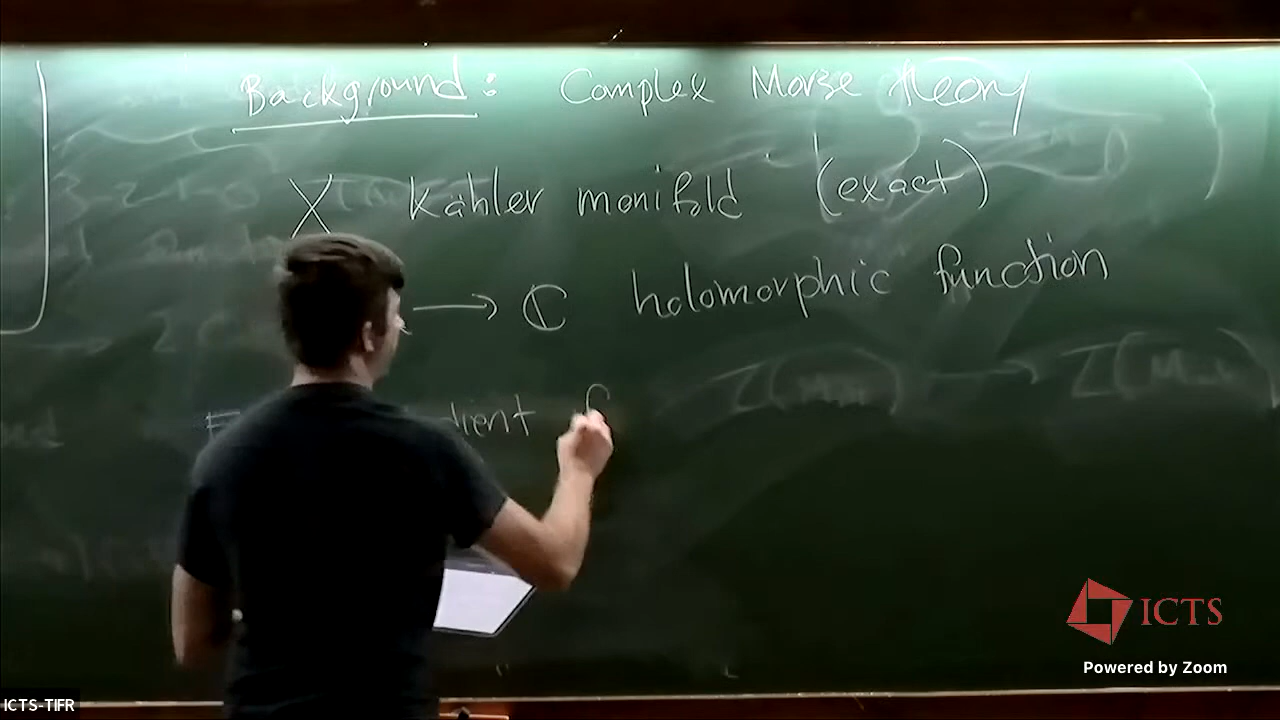 Background: Complex Morse theory
X Kähler manifold (exact)
→ ℂ holomorphic function
dient
ICTS
Powered by Zoom
ICTS-TIFR